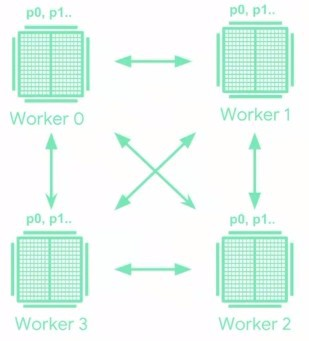 p0, p1..
p0, p1..
Worker 0
Worker 1
p0, p1..
p0, p1..
Worker 3
Worker 2